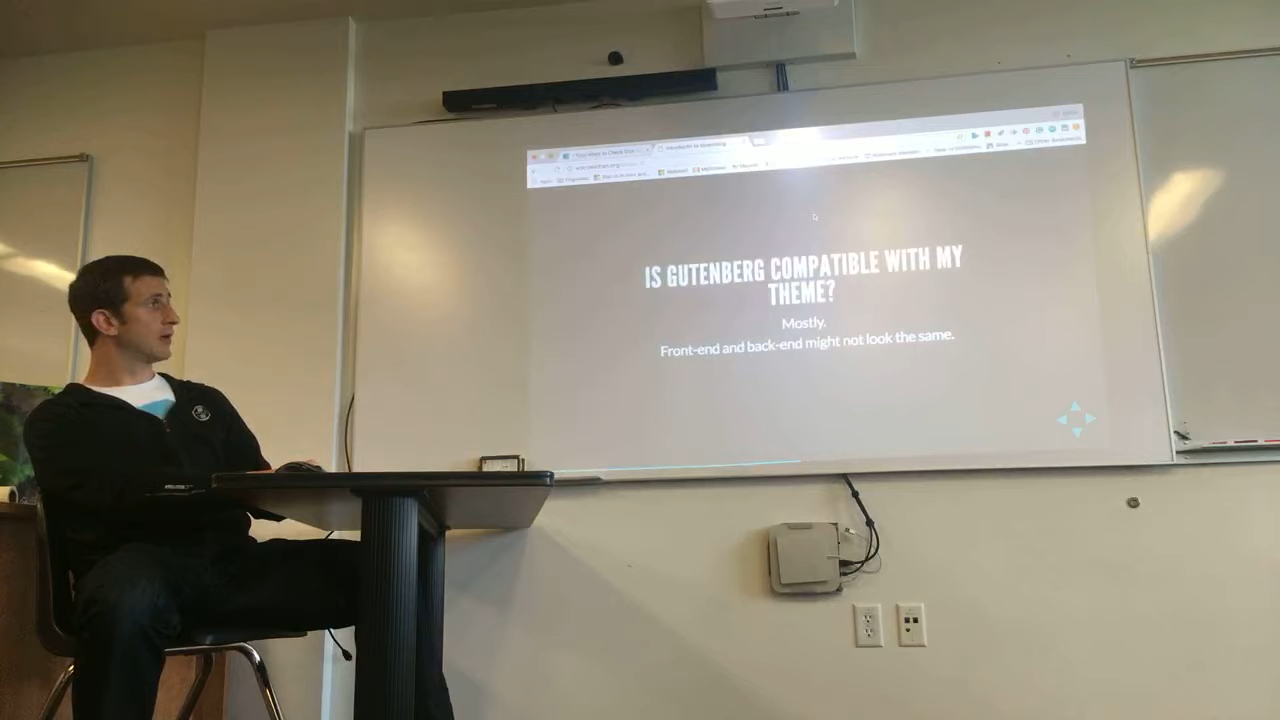 IS GUTENBERG COMPATIBLE WITH MY
THEME?
Mostly.
Front-end and back-end might not look the same.